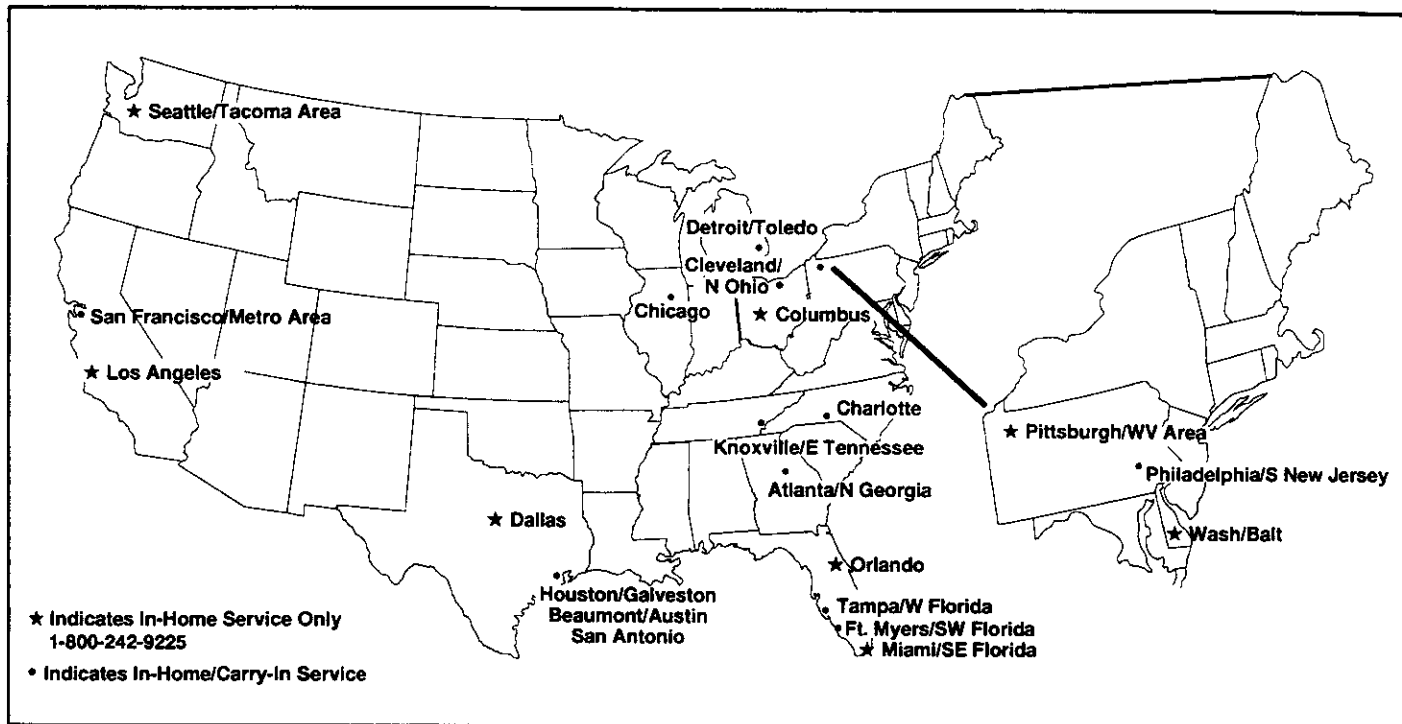 ★ Seattle/Tacoma Area
Detroit/Toledo
Cleveland/
N Ohio
Chicago
★ Columbus
San Francisco/Metro Area
★ Los Angeles
Charlotte
Knoxville/E Tennessee
Atlanta/N Georgia
★ Pittsburgh/WV Area
Philadelphia/S New Jersey
★ Wash/Balt
★ Dallas
★ Orlando
Houston/Galveston
Beaumont/Austin
San Antonio
Tampa/W Florida
Ft. Myers/SW Florida
★ Miami/SE Florida
★ Indicates In-Home Service Only
1-800-242-9225
• Indicates In-Home/Carry-In Service